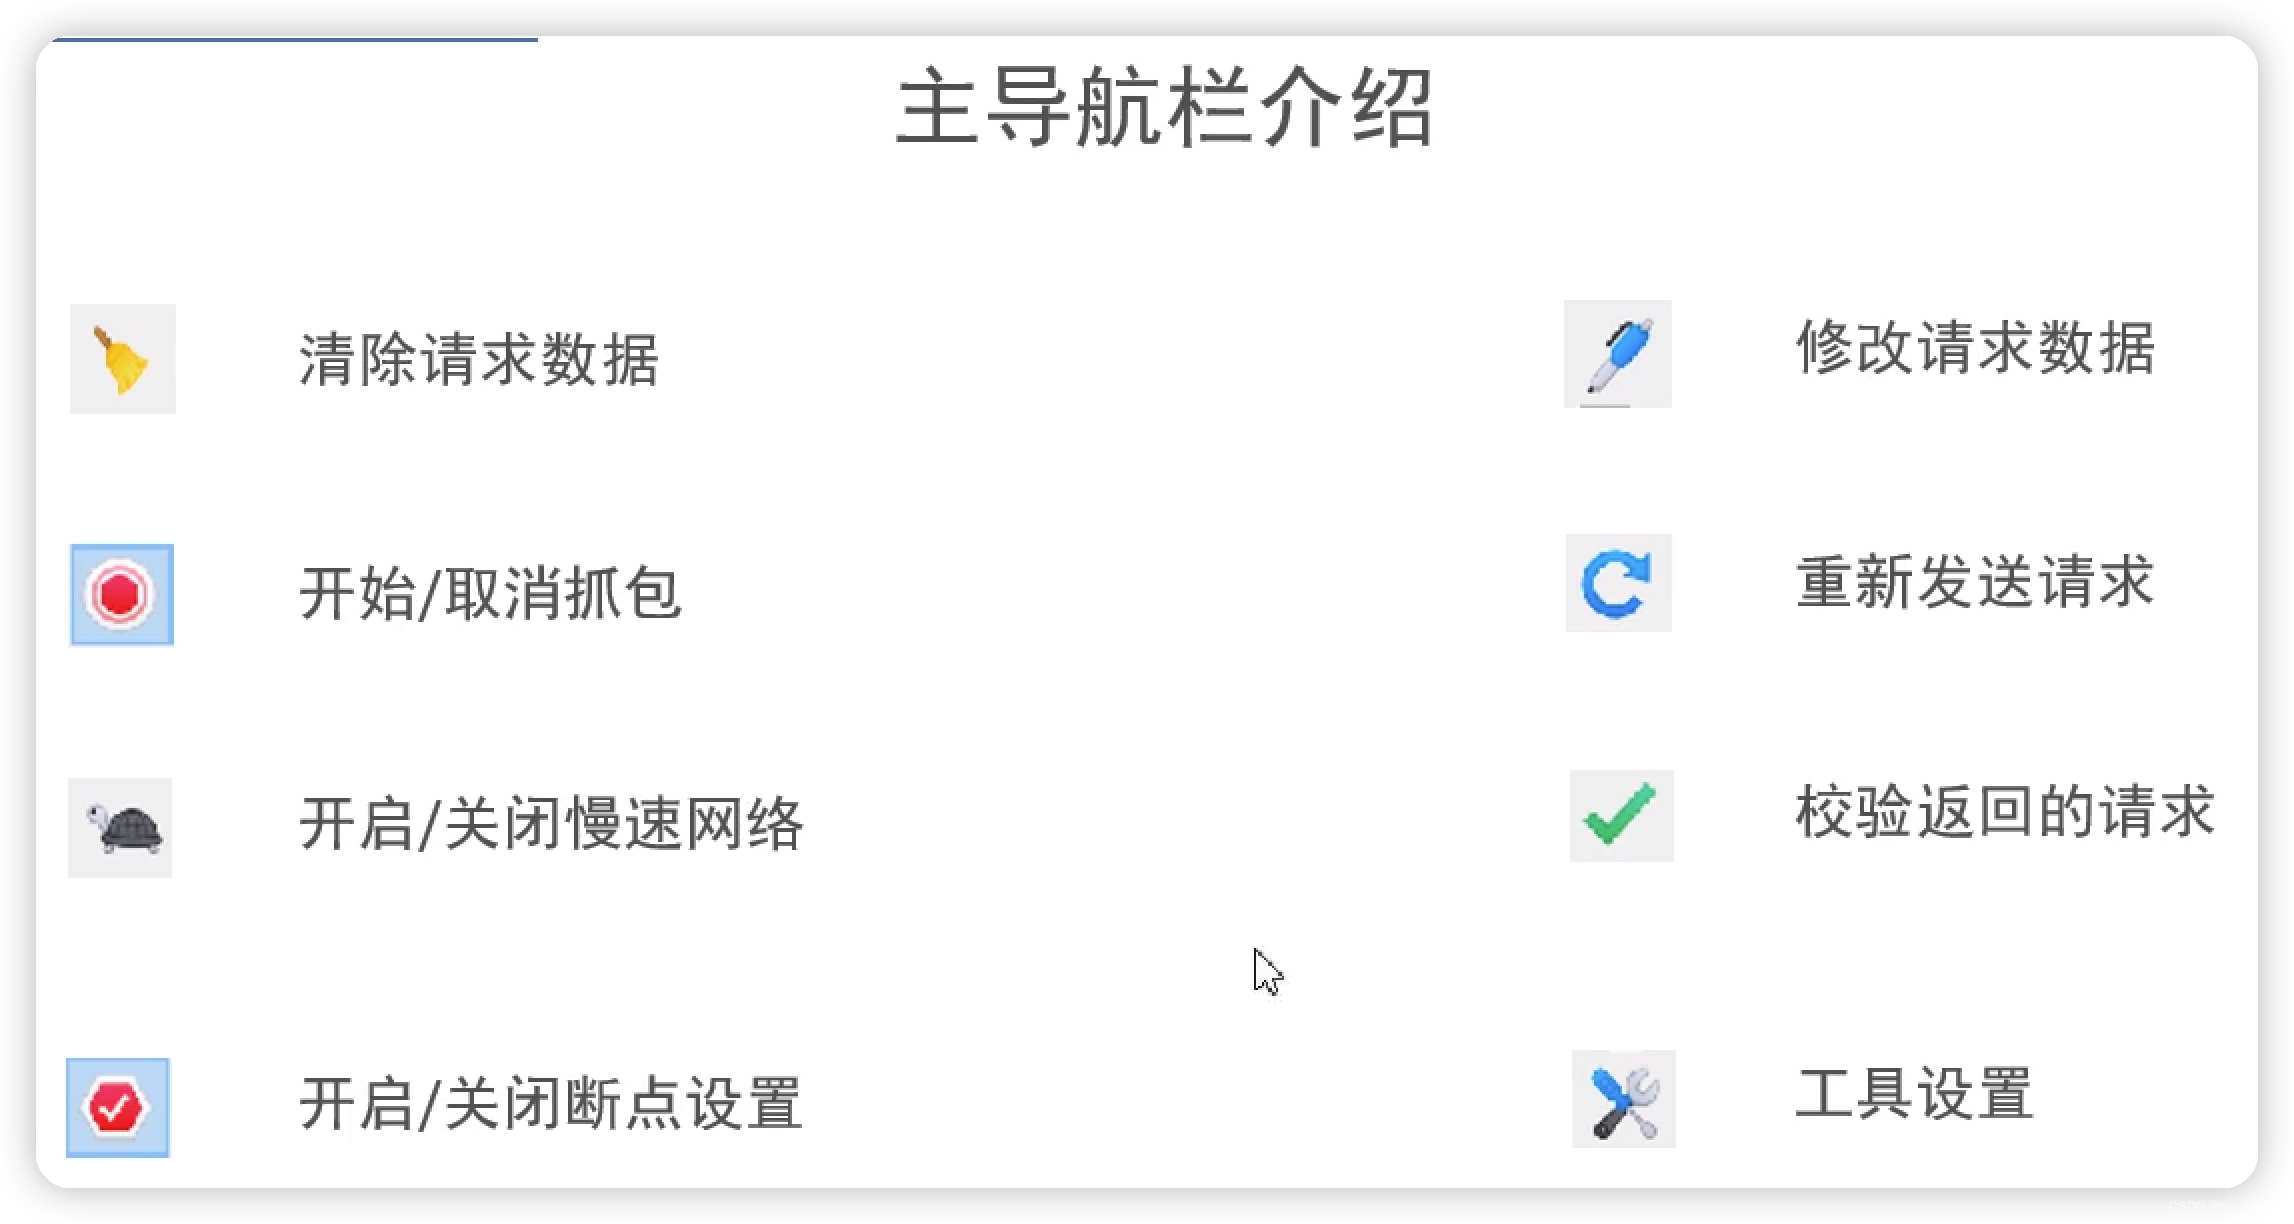 主导航栏介绍
清除请求数据
修改请求数据
开始/取消抓包
重新发送请求
开启/关闭慢速网络
校验返回的请求
开启/关闭断点设置
工具设置